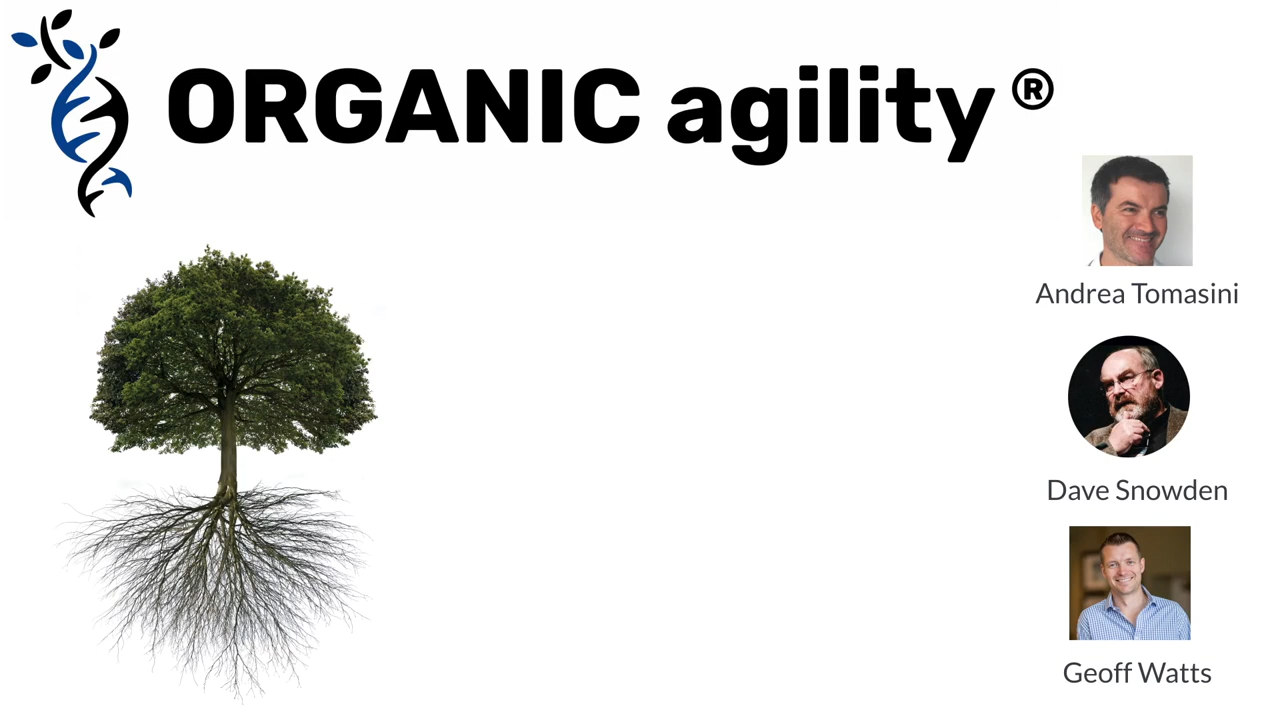 ORGANIC agility ®
Andrea Tomasini
Dave Snowden
Geoff Watts